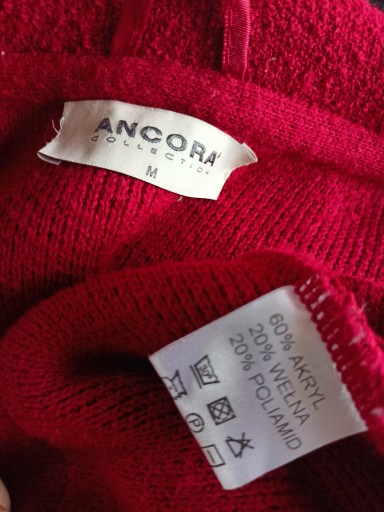 ANCORA
COLLECTION
M
60% AKRYL
20% WEŁNA
20% POLIAMID
30°
P